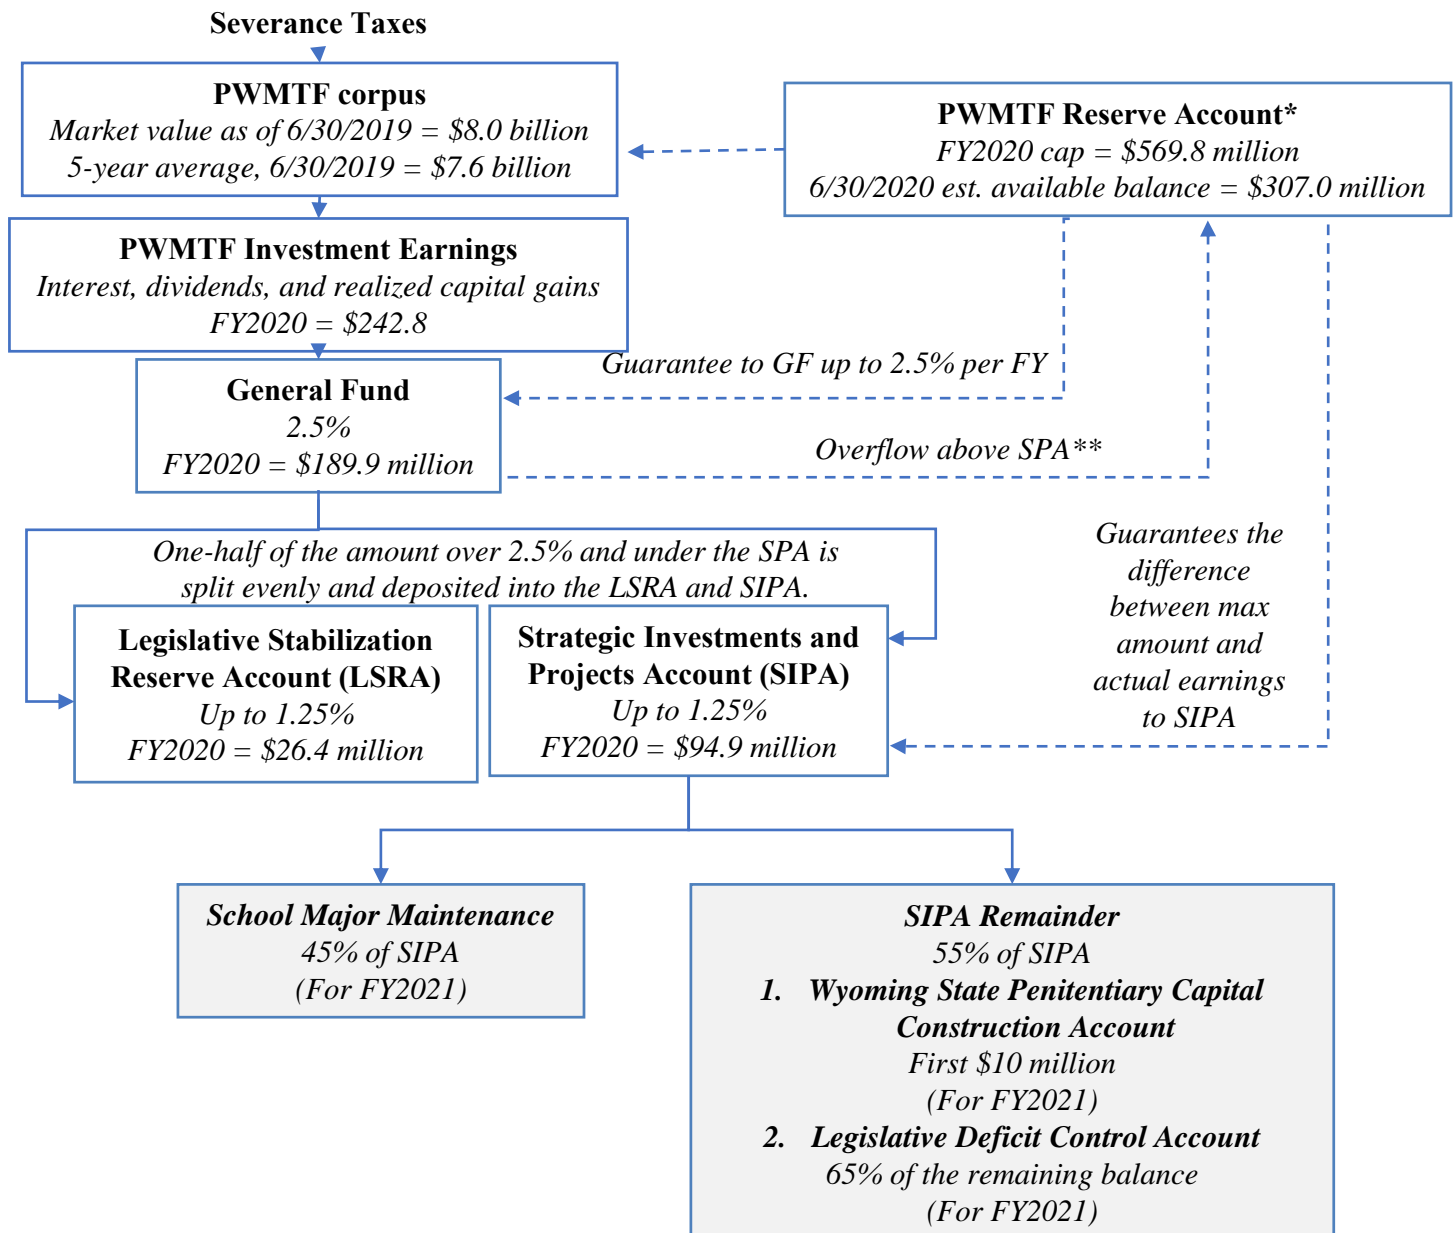 Severance Taxes
PWMTF corpus
Market value as of 6/30/2019 = $8.0 billion
5-year average, 6/30/2019 = $7.6 billion
PWMTF Reserve Account*
FY2020 cap = $569.8 million
6/30/2020 est. available balance = $307.0 million
PWMTF Investment Earnings
Interest, dividends, and realized capital gains
FY2020 = $242.8
Guarantee to GF up to 2.5% per FY
General Fund
2.5%
FY2020 = $189.9 million
Overflow above SPA**
One-half of the amount over 2.5% and under the SPA is
split evenly and deposited into the LSRA and SIPA.
Guarantees the
difference
between max
amount and
actual earnings
to SIPA
Legislative Stabilization
Reserve Account (LSRA)
Up to 1.25%
FY2020 = $26.4 million
Strategic Investments and
Projects Account (SIPA)
Up to 1.25%
FY2020 = $94.9 million
School Major Maintenance
45% of SIPA
(For FY2021)
SIPA Remainder
55% of SIPA
1. Wyoming State Penitentiary Capital
Construction Account
First $10 million
(For FY2021)
2. Legislative Deficit Control Account
65% of the remaining balance
(For FY2021)